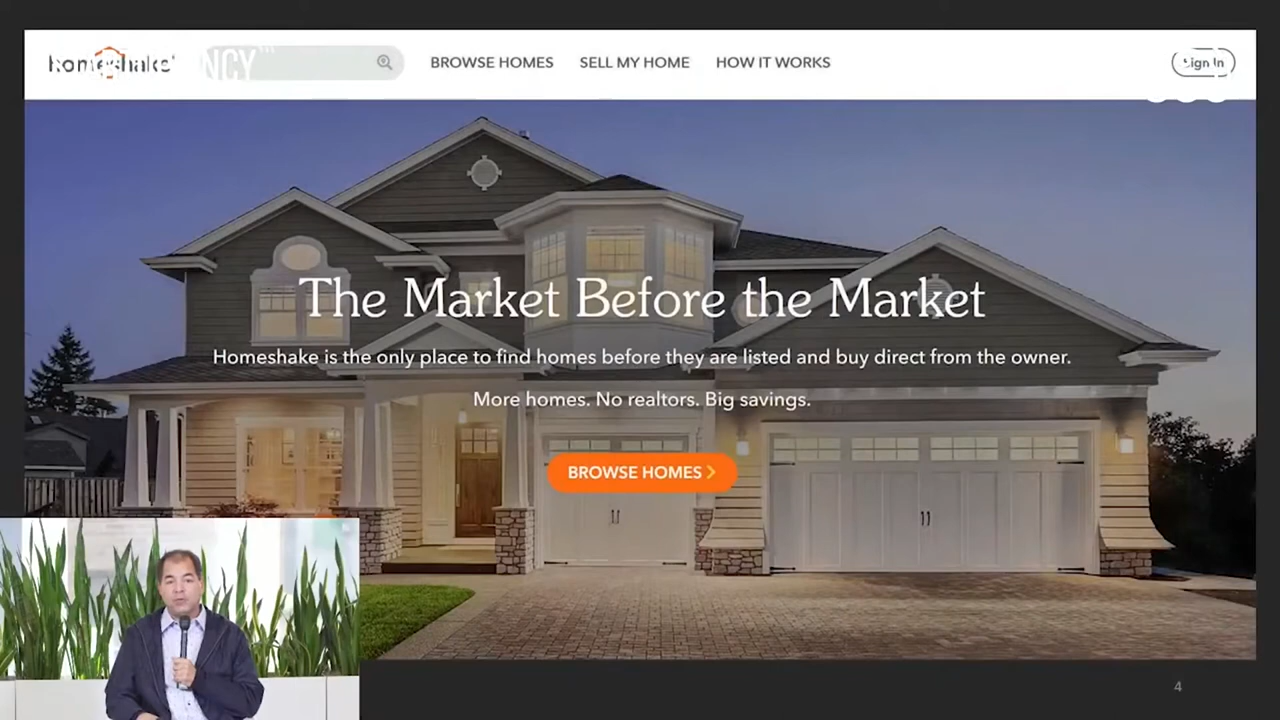 homeshake
BROWSE HOMES
SELL MY HOME
HOW IT WORKS
Sign In
The Market Before the Market
Homeshake is the only place to find homes before they are listed and buy direct from the owner.
More homes. No realtors. Big savings.
BROWSE HOMES
4